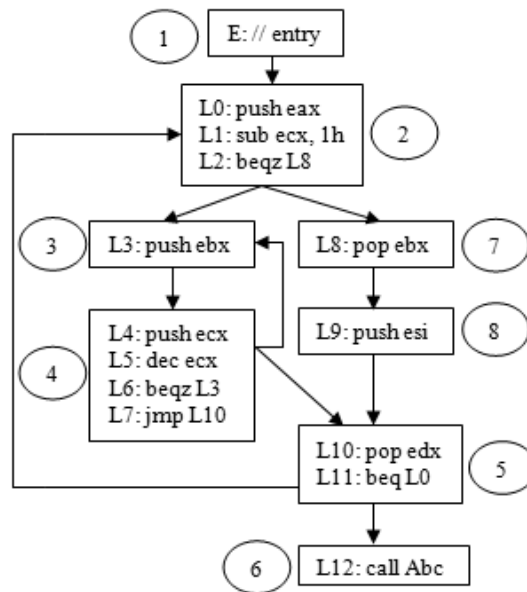 1
E: // entry
L0: push eax
L1: sub ecx, 1h
L2: beqz L8
2
3
L3: push ebx
L8: pop ebx
7
L4: push ecx
L5: dec ecx
L6: beqz L3
L7: jmp L10
4
L9: push esi
8
L10: pop edx
L11: beq L0
5
6
L12: call Abc